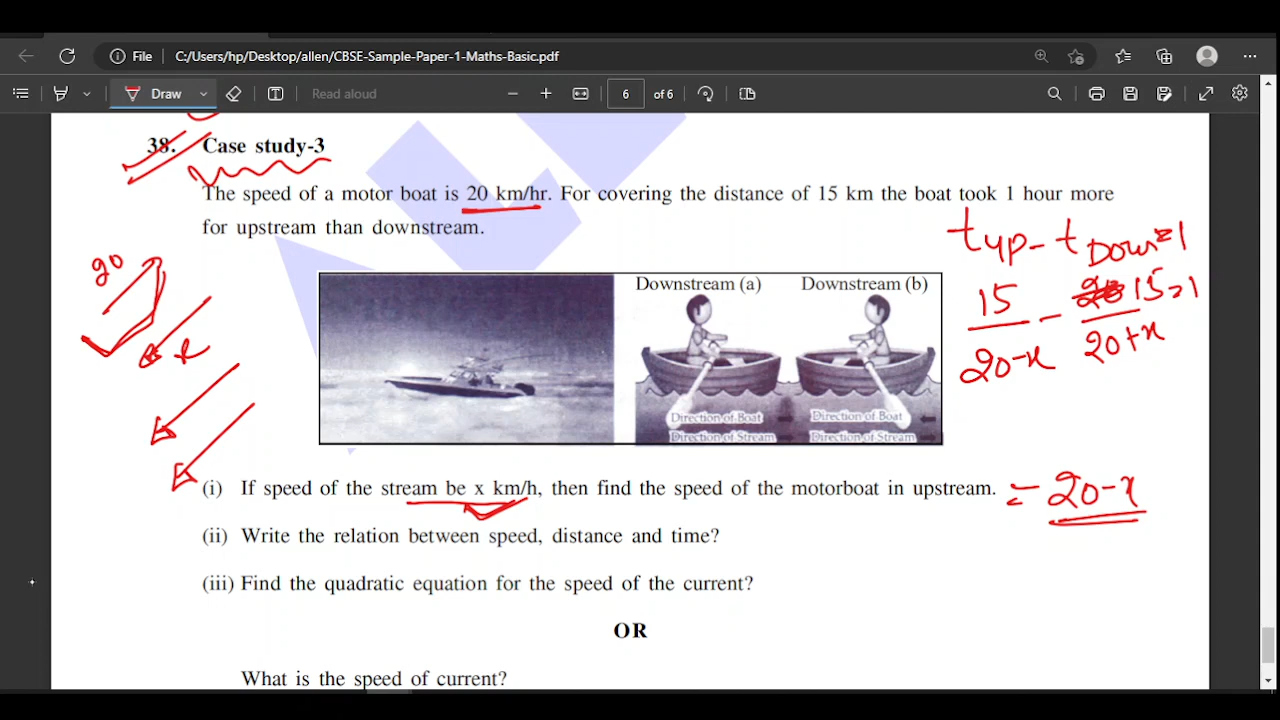 File
C:/Users/hp/Desktop/allen/CBSE-Sample-Paper-1-Maths-Basic.pdf
Draw
Read aloud
6 of 6
38. Case study-3
The speed of a motor boat is 20 km/hr. For covering the distance of 15 km the boat took 1 hour more
for upstream than downstream.
20
x
t up - t Down = 1
15 / 20-x - 15 / 20+x = 1
Downstream (a) Downstream (b)
Direction of Boat Direction of Boat
Direction of Stream Direction of Stream
(i) If speed of the stream be x km/h, then find the speed of the motorboat in upstream. = 20-x
(ii) Write the relation between speed, distance and time?
(iii) Find the quadratic equation for the speed of the current?
OR
What is the speed of current?